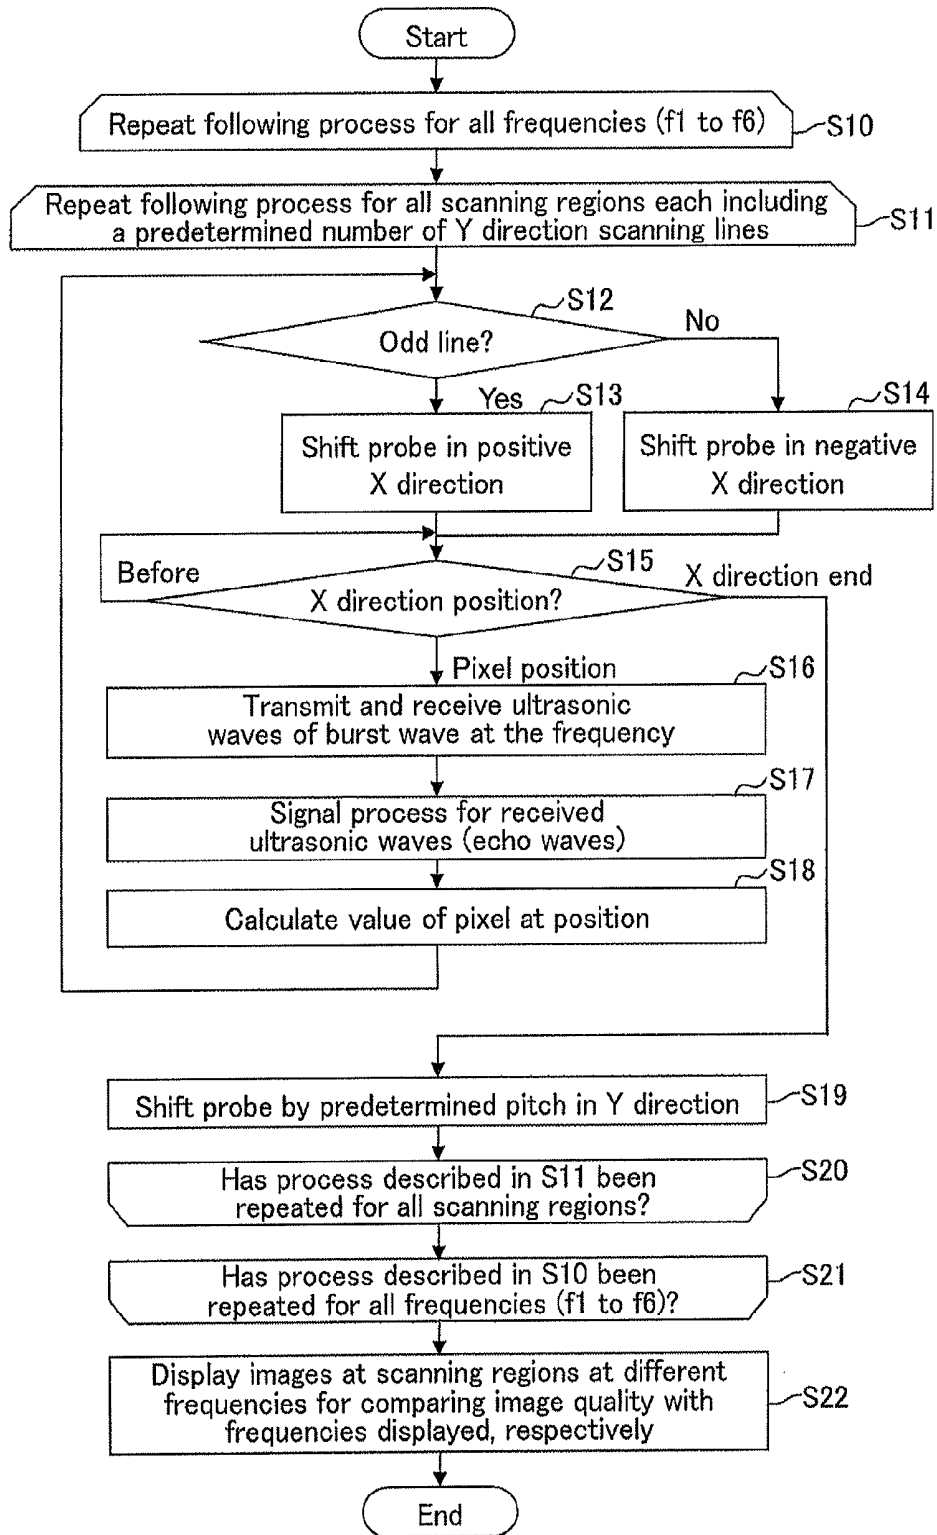 Start
Repeat following process for all frequencies (f1 to f6)
S10
Repeat following process for all scanning regions each including
a predetermined number of Y direction scanning lines
S11
S12
Odd line?
No
Yes
S13
S14
Shift probe in positive
X direction
Shift probe in negative
X direction
S15
Before
X direction end
X direction position?
Pixel position
S16
Transmit and receive ultrasonic
waves of burst wave at the frequency
S17
Signal process for received
ultrasonic waves (echo waves)
S18
Calculate value of pixel at position
Shift probe by predetermined pitch in Y direction
S19
Has process described in S11 been
repeated for all scanning regions?
S20
Has process described in S10 been
repeated for all frequencies (f1 to f6)?
S21
Display images at scanning regions at different
frequencies for comparing image quality with
frequencies displayed, respectively
S22
End